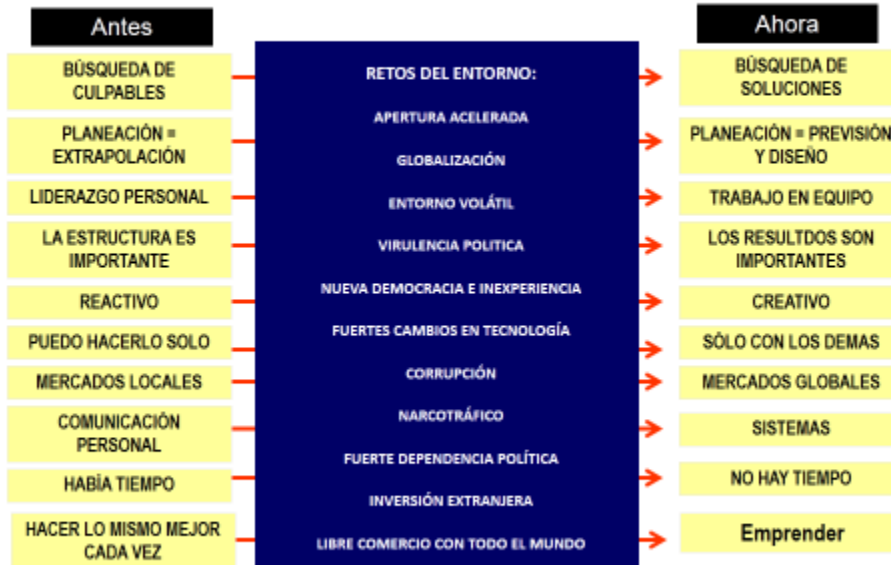 Antes
BÚSQUEDA DE
CULPABLES
PLANEACIÓN =
EXTRAPOLACIÓN
LIDERAZGO PERSONAL
LA ESTRUCTURA ES
IMPORTANTE
REACTIVO
PUEDO HACERLO SOLO
MERCADOS LOCALES
COMUNICACIÓN
PERSONAL
HABÍA TIEMPO
HACER LO MISMO MEJOR
CADA VEZ
RETOS DEL ENTORNO:
APERTURA ACELERADA
GLOBALIZACIÓN
ENTORNO VOLÁTIL
VIRULENCIA POLITICA
NUEVA DEMOCRACIA E INEXPERIENCIA
FUERTES CAMBIOS EN TECNOLOGÍA
CORRUPCIÓN
NARCOTRÁFICO
FUERTE DEPENDENCIA POLÍTICA
INVERSIÓN EXTRANJERA
LIBRE COMERCIO CON TODO EL MUNDO
Ahora
BÚSQUEDA DE
SOLUCIONES
PLANEACIÓN = PREVISIÓN
Y DISEÑO
TRABAJO EN EQUIPO
LOS RESULTDOS SON
IMPORTANTES
CREATIVO
SÓLO CON LOS DEMAS
MERCADOS GLOBALES
SISTEMAS
NO HAY TIEMPO
Emprender